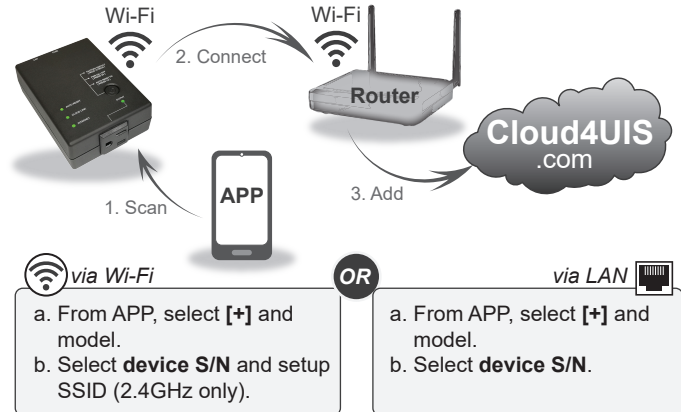 Wi-Fi
Wi-Fi
2. Connect
Router
Cloud4UIS
.com
APP
1. Scan
3. Add
via Wi-Fi
OR
via LAN
a. From APP, select [+] and
model.
b. Select device S/N and setup
SSID (2.4GHz only).
a. From APP, select [+] and
model.
b. Select device S/N.